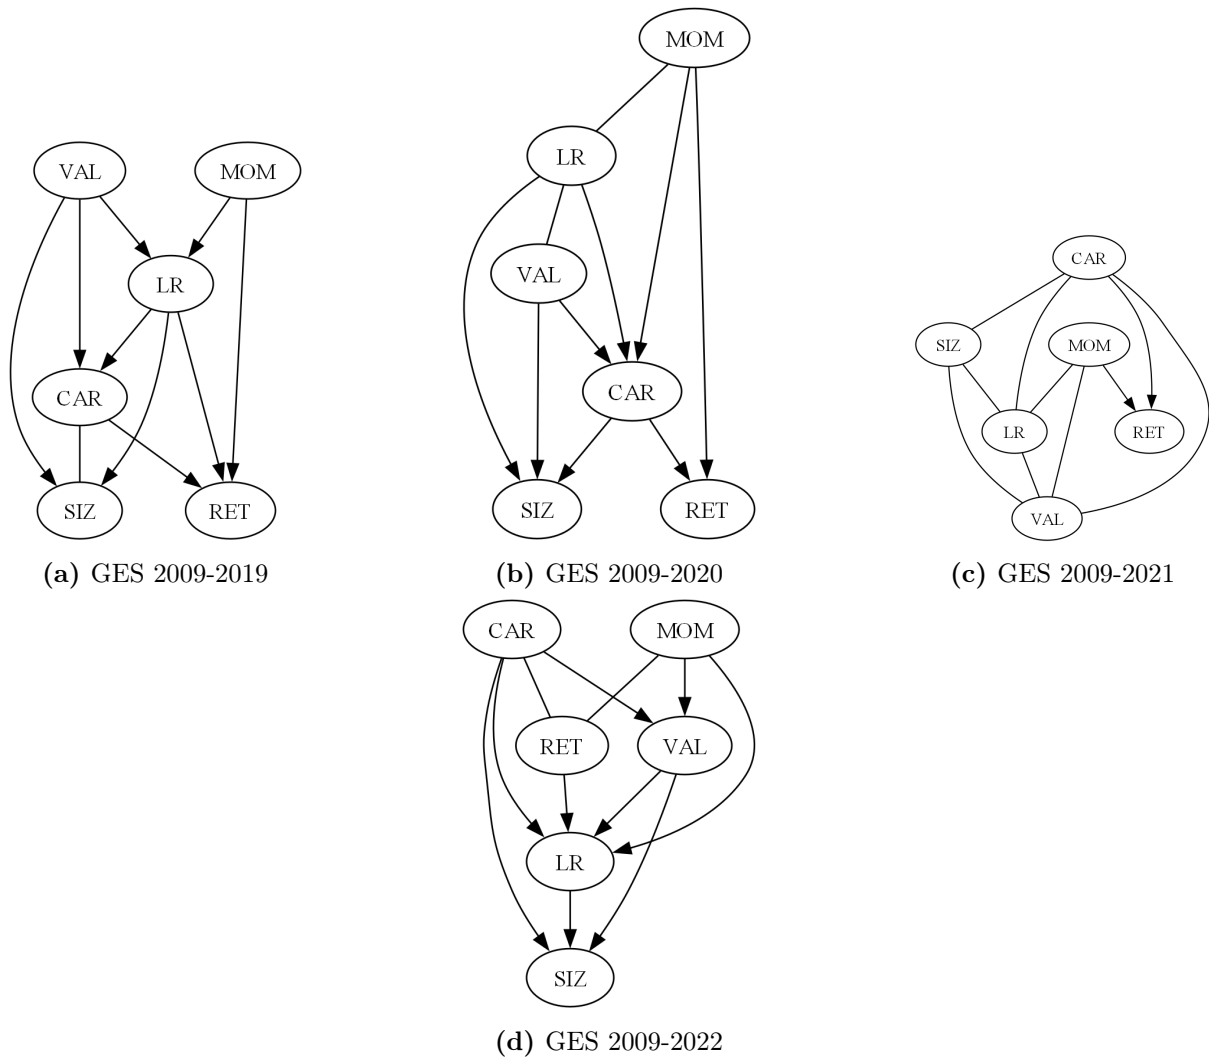 VAL
MOM
LR
CAR
SIZ
RET
(a) GES 2009-2019
MOM
LR
VAL
CAR
SIZ
RET
(b) GES 2009-2020
CAR
SIZ
MOM
LR
RET
VAL
(c) GES 2009-2021
CAR
MOM
RET
VAL
LR
SIZ
(d) GES 2009-2022